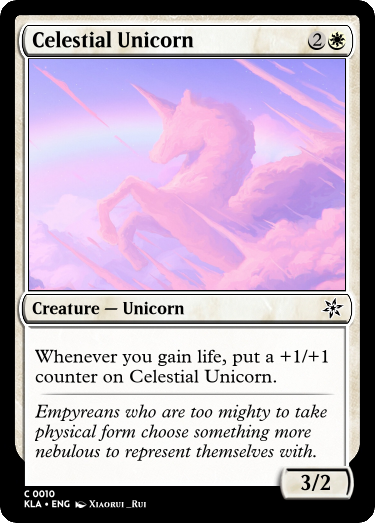 Celestial Unicorn 2
Creature — Unicorn
Whenever you gain life, put a +1/+1
counter on Celestial Unicorn.
Empyreans who are too mighty to take
physical form choose something more
nebulous to represent themselves with.
3/2
C 0010
KLA • ENG Xiaorui _Rui